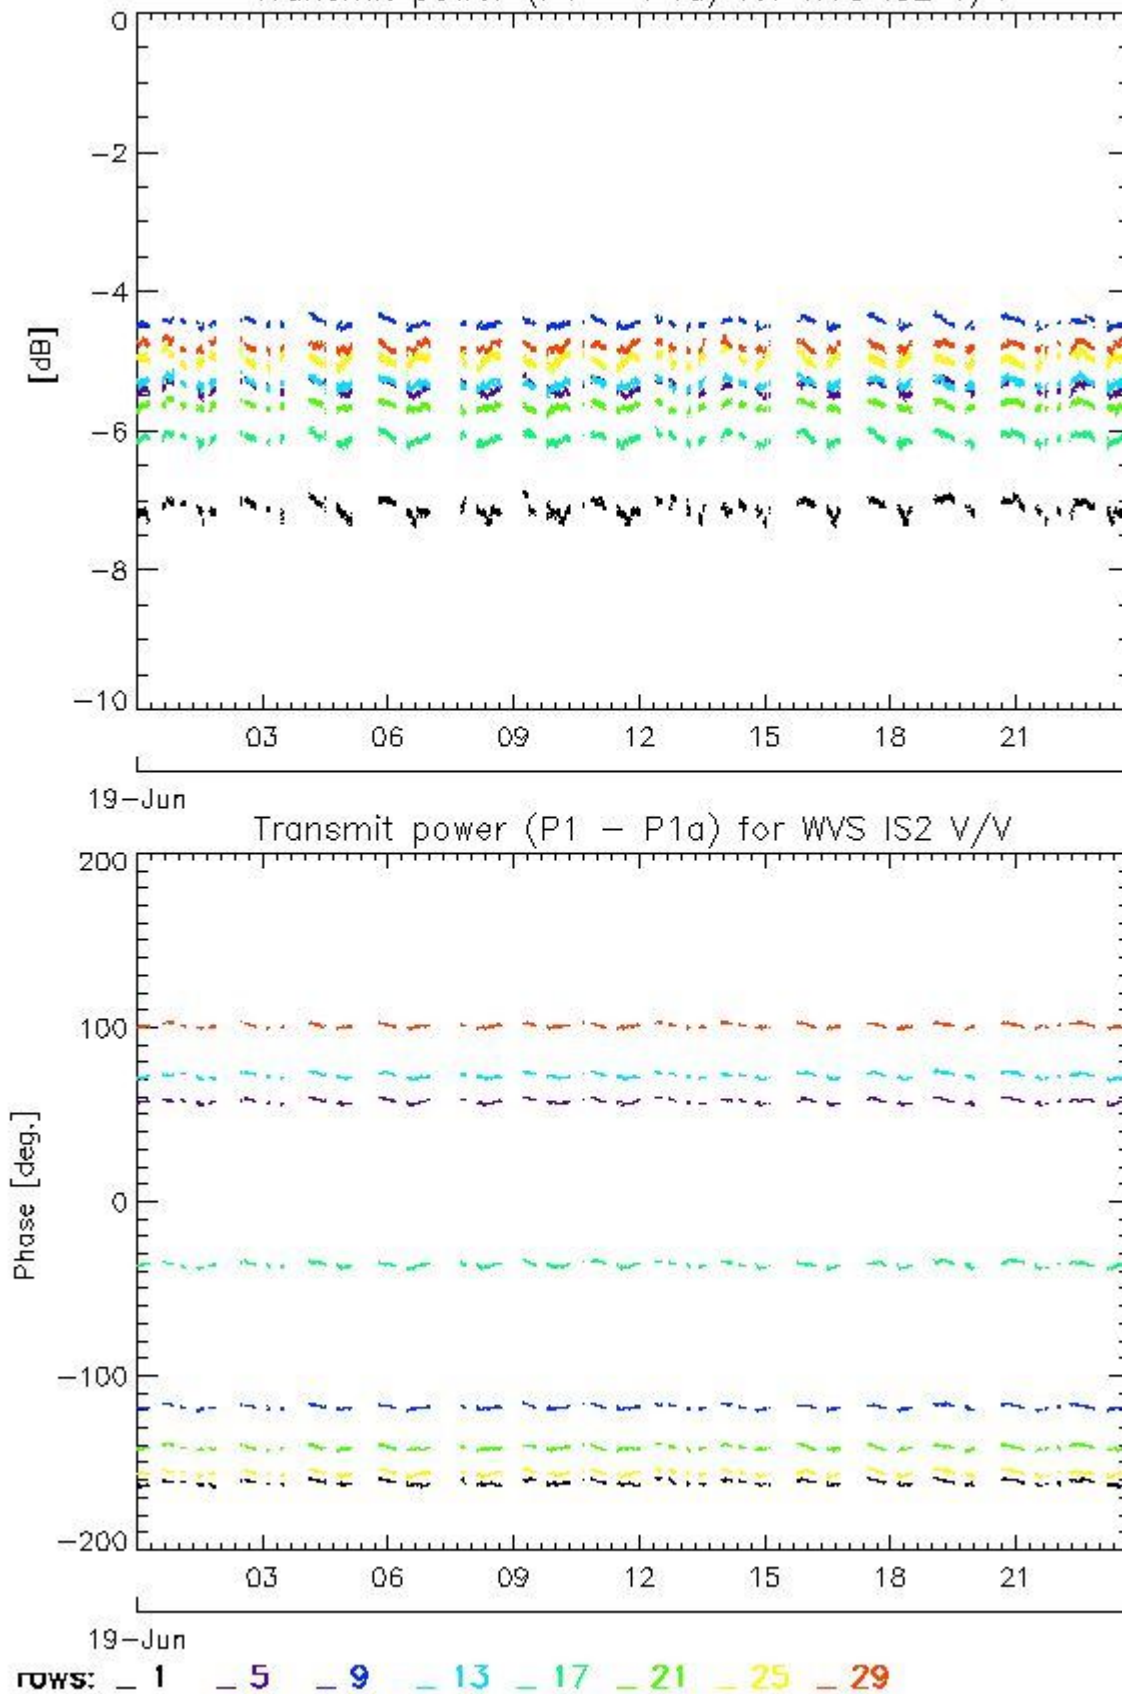 0
−2
−4
[dB]
−6
−8
−10
03 06 09 12 15 18 21
19−Jun
Transmit power (P1 − P1a) for WVS IS2 V/V
200
100
Phase [deg.]
0
−100
−200
03 06 09 12 15 18 21
19−Jun
rows: _ 1 _ 5 _ 9 _ 13 _ 17 _ 21 _ 25 _ 29